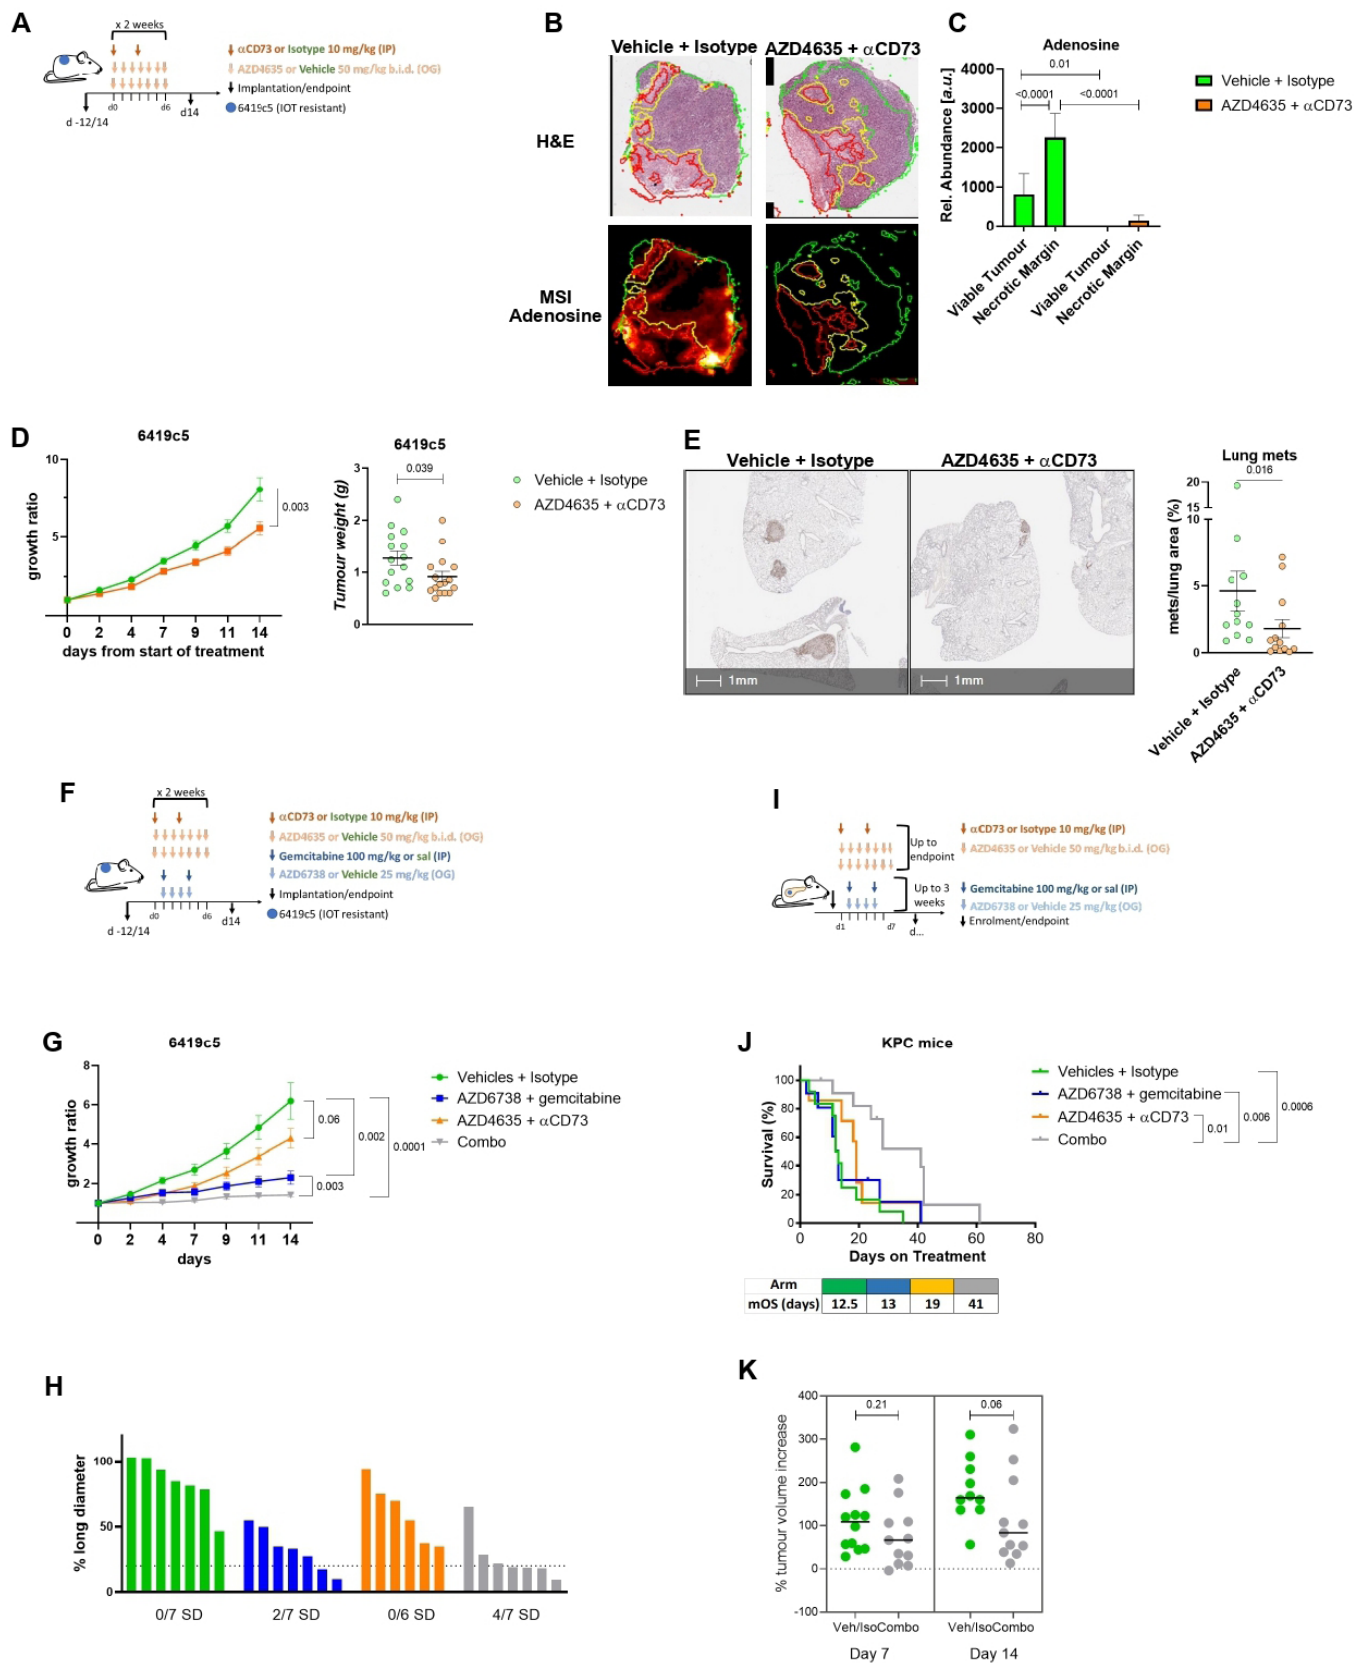 A
x 2 weeks
αCD73 or Isotype 10 mg/kg (IP)
AZD4635 or Vehicle 50 mg/kg b.i.d. (OG)
Implantation/endpoint
6419c5 (IOT resistant)
d -12/14
d0
d6
d14
B
Vehicle + Isotype
AZD4635 + αCD73
H&E
MSI
Adenosine
C
Adenosine
Rel. Abundance [a.u.]
4000
3000
2000
1000
0
0.01
<0.0001
<0.0001
Viable Tumour
Necrotic Margin
Viable Tumour
Necrotic Margin
Vehicle + Isotype
AZD4635 + αCD73
D
6419c5
growth ratio
10
5
0.003
0 2 4 7 9 11 14
days from start of treatment
6419c5
Tumour weight (g)
3
2
1
0
0.039
Vehicle + Isotype
AZD4635 + αCD73
E
Vehicle + Isotype
AZD4635 + αCD73
1mm
1mm
Lung mets
mets/lung area (%)
20
15
10
5
0
0.016
Vehicle + Isotype
AZD4635 + αCD73
F
x 2 weeks
αCD73 or Isotype 10 mg/kg (IP)
AZD4635 or Vehicle 50 mg/kg b.i.d. (OG)
Gemcitabine 100 mg/kg or sal (IP)
AZD6738 or Vehicle 25 mg/kg (OG)
Implantation/endpoint
6419c5 (IOT resistant)
d -12/14
d0
d6
d14
I
Up to
endpoint
Up to 3
weeks
αCD73 or Isotype 10 mg/kg (IP)
AZD4635 or Vehicle 50 mg/kg b.i.d. (OG)
Gemcitabine 100 mg/kg or sal (IP)
AZD6738 or Vehicle 25 mg/kg (OG)
Enrolment/endpoint
d1
d7
d...
G
6419c5
growth ratio
8
6
4
2
0 2 4 7 9 11 14
days
0.06
0.003
0.002
0.0001
Vehicles + Isotype
AZD6738 + gemcitabine
AZD4635 + αCD73
Combo
J
KPC mice
Survival (%)
100
80
60
40
20
0
0 20 40 60 80
Days on Treatment
Vehicles + Isotype
AZD6738 + gemcitabine
AZD4635 + αCD73
Combo
0.01
0.006
0.0006
Arm
mOS (days) 12.5 13 19 41
H
% long diameter
100
50
0
0/7 SD 2/7 SD 0/6 SD 4/7 SD
K
% tumour volume increase
400
300
200
100
0
-100
0.21
0.06
Veh/Iso Combo Veh/Iso Combo
Day 7 Day 14